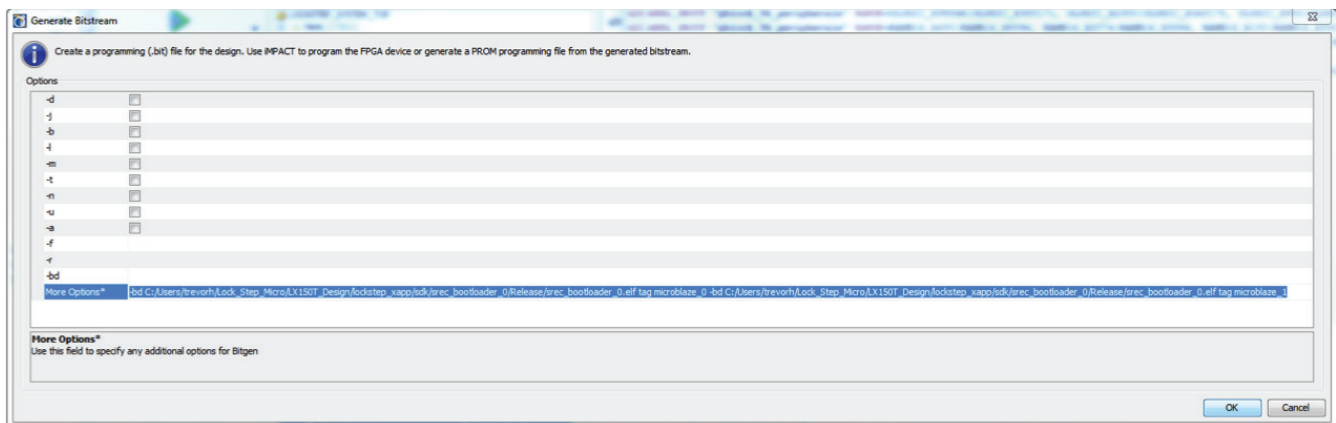 Generate Bitstream
Create a programming (.bit) file for the design. Use iMPACT to program the FPGA device or generate a PROM programming file from the generated bitstream.
Options
-d
-j
-b
-l
-m
-t
-n
-u
-a
-f
-r
-bd
More Options* -bd C:/Users/trevorh/Lock_Step_Micro/LX150T_Design/lockstep_xapp/sdk/srec_bootloader_0/Release/srec_bootloader_0.elf tag microblaze_0 -bd C:/Users/trevorh/Lock_Step_Micro/LX150T_Design/lockstep_xapp/sdk/srec_bootloader_0/Release/srec_bootloader_0.elf tag microblaze_1
More Options*
Use this field to specify any additional options for Bitgen
OK Cancel